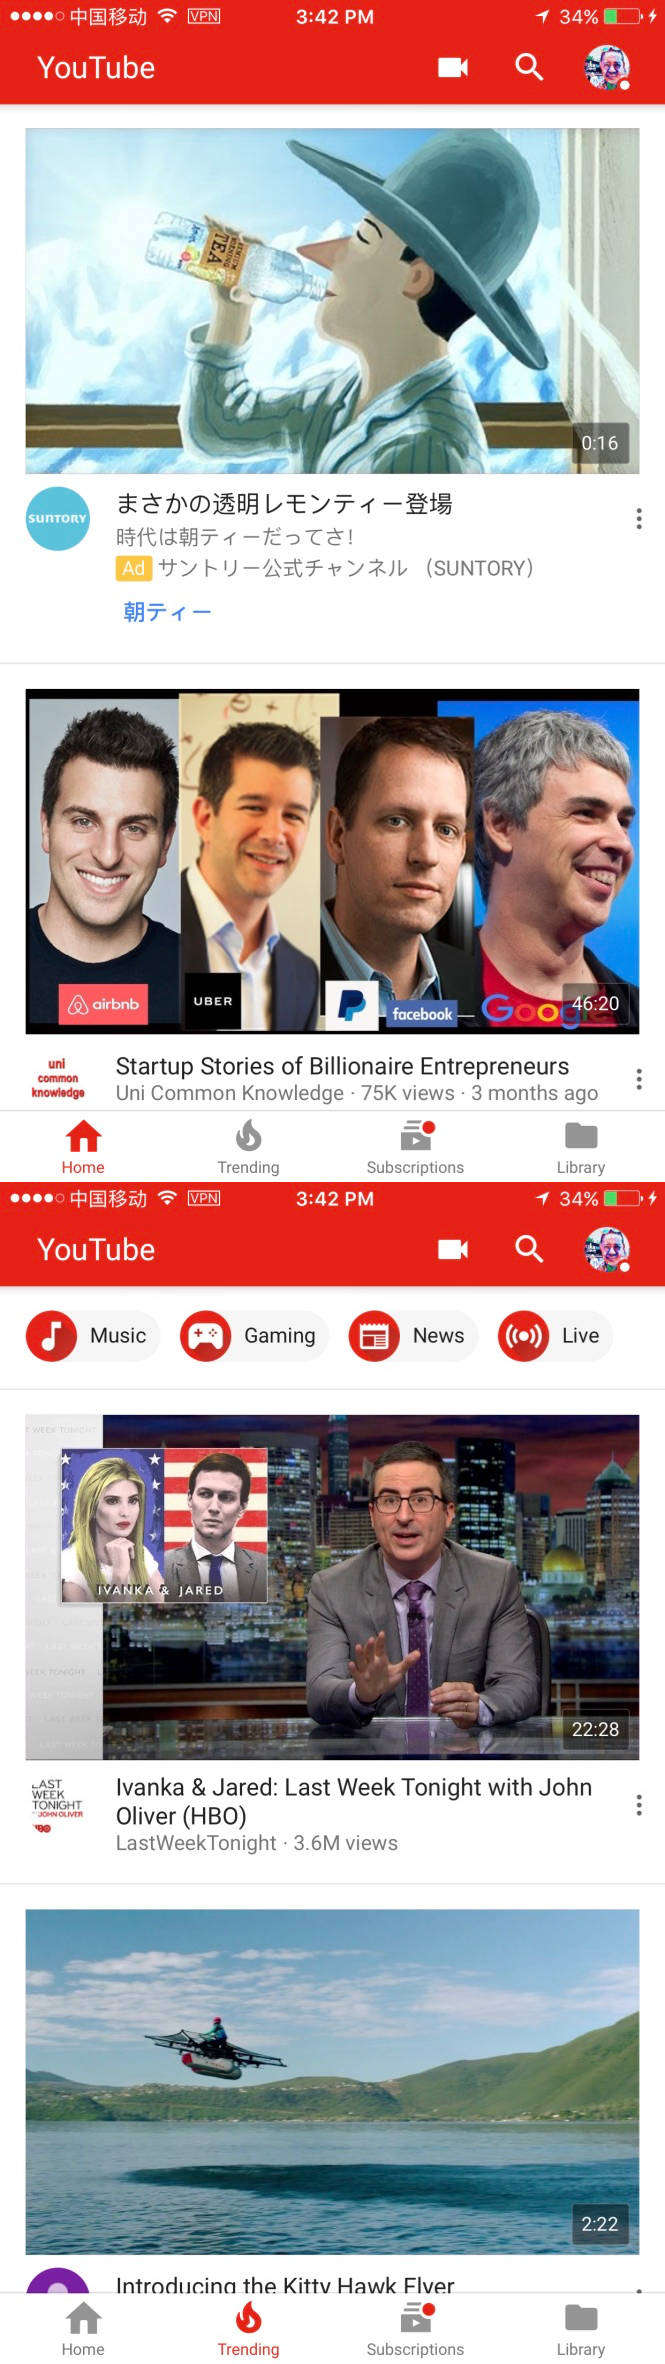 中国移动 VPN 3:42 PM 34%
YouTube
PREMIUM MORNING TEA
0:16
SUNTORY
まさかの透明レモンティー登場
時代は朝ティーだってさ!
Ad サントリー公式チャンネル (SUNTORY)
朝ティー
airbnb
UBER
facebook
Google
46:20
uni common knowledge
Startup Stories of Billionaire Entrepreneurs
Uni Common Knowledge · 75K views · 3 months ago
Home Trending Subscriptions Library
中国移动 VPN 3:42 PM 34%
YouTube
Music Gaming News Live
T WEEK TONIGHT
IVANKA & JARED
WEEK TONIGHT
22:28
LAST
WEEK
TONIGHT
JOHN OLIVER
HBO
Ivanka & Jared: Last Week Tonight with John
Oliver (HBO)
LastWeekTonight · 3.6M views
2:22
Introducing the Kitty Hawk Flyer
Home Trending Subscriptions Library